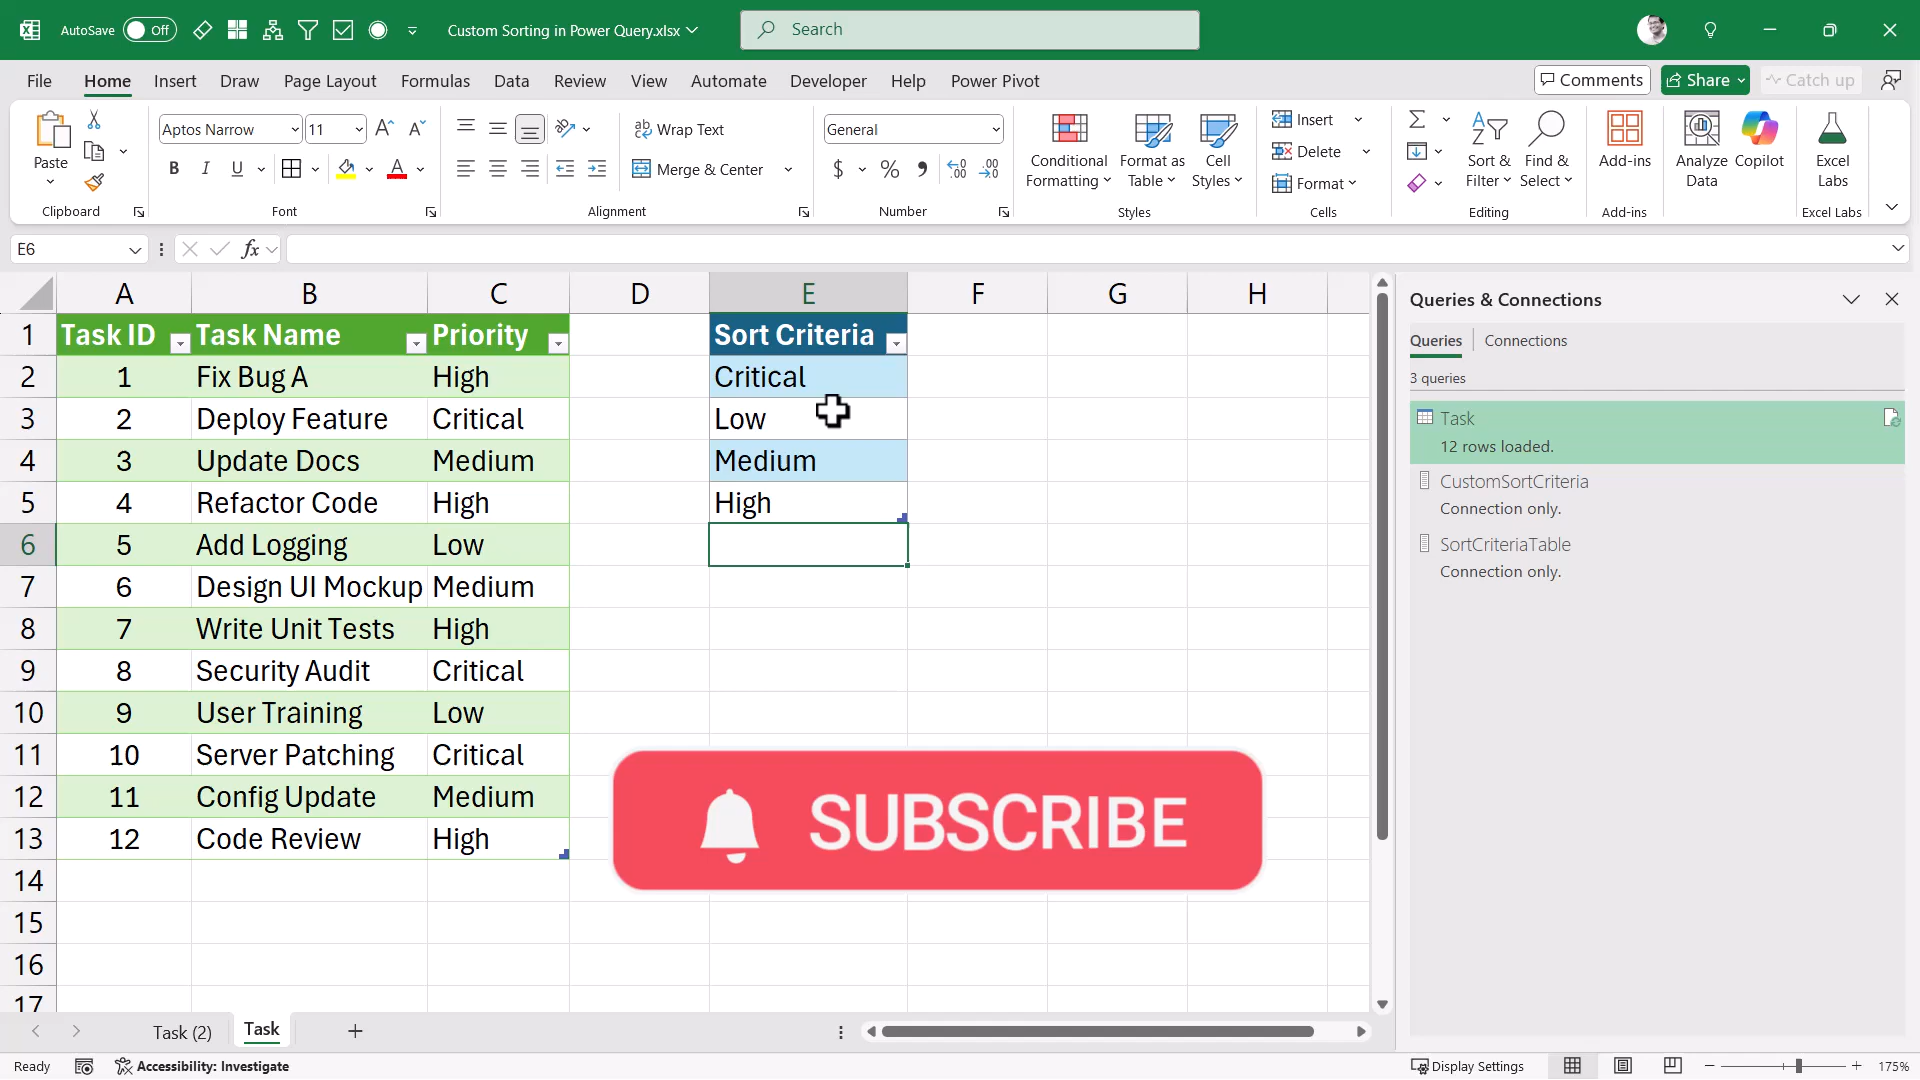 AutoSave Off Custom Sorting in Power Query.xlsx Search
File Home Insert Draw Page Layout Formulas Data Review View Automate Developer Help Power Pivot Comments Share Catch up
Paste
Clipboard
Aptos Narrow 11
B I U
Font
Wrap Text
Merge & Center
Alignment
General
$ %
Number
Conditional Formatting
Format as Table
Cell Styles
Styles
Insert
Delete
Format
Cells
Sort & Filter
Find & Select
Editing
Add-ins
Add-ins
Analyze Data
Copilot
Excel Labs
Excel Labs
E6 fx
A B C D E F G H
1 Task ID Task Name Priority Sort Criteria
2 1 Fix Bug A High Critical
3 2 Deploy Feature Critical Low
4 3 Update Docs Medium Medium
5 4 Refactor Code High High
6 5 Add Logging Low
7 6 Design UI Mockup Medium
8 7 Write Unit Tests High
9 8 Security Audit Critical
10 9 User Training Low
11 10 Server Patching Critical
12 11 Config Update Medium
13 12 Code Review High
14
15
16
17
SUBSCRIBE
Queries & Connections
Queries Connections
3 queries
Task
12 rows loaded.
CustomSortCriteria
Connection only.
SortCriteriaTable
Connection only.
Task (2) Task
Ready Accessibility: Investigate Display Settings 175%